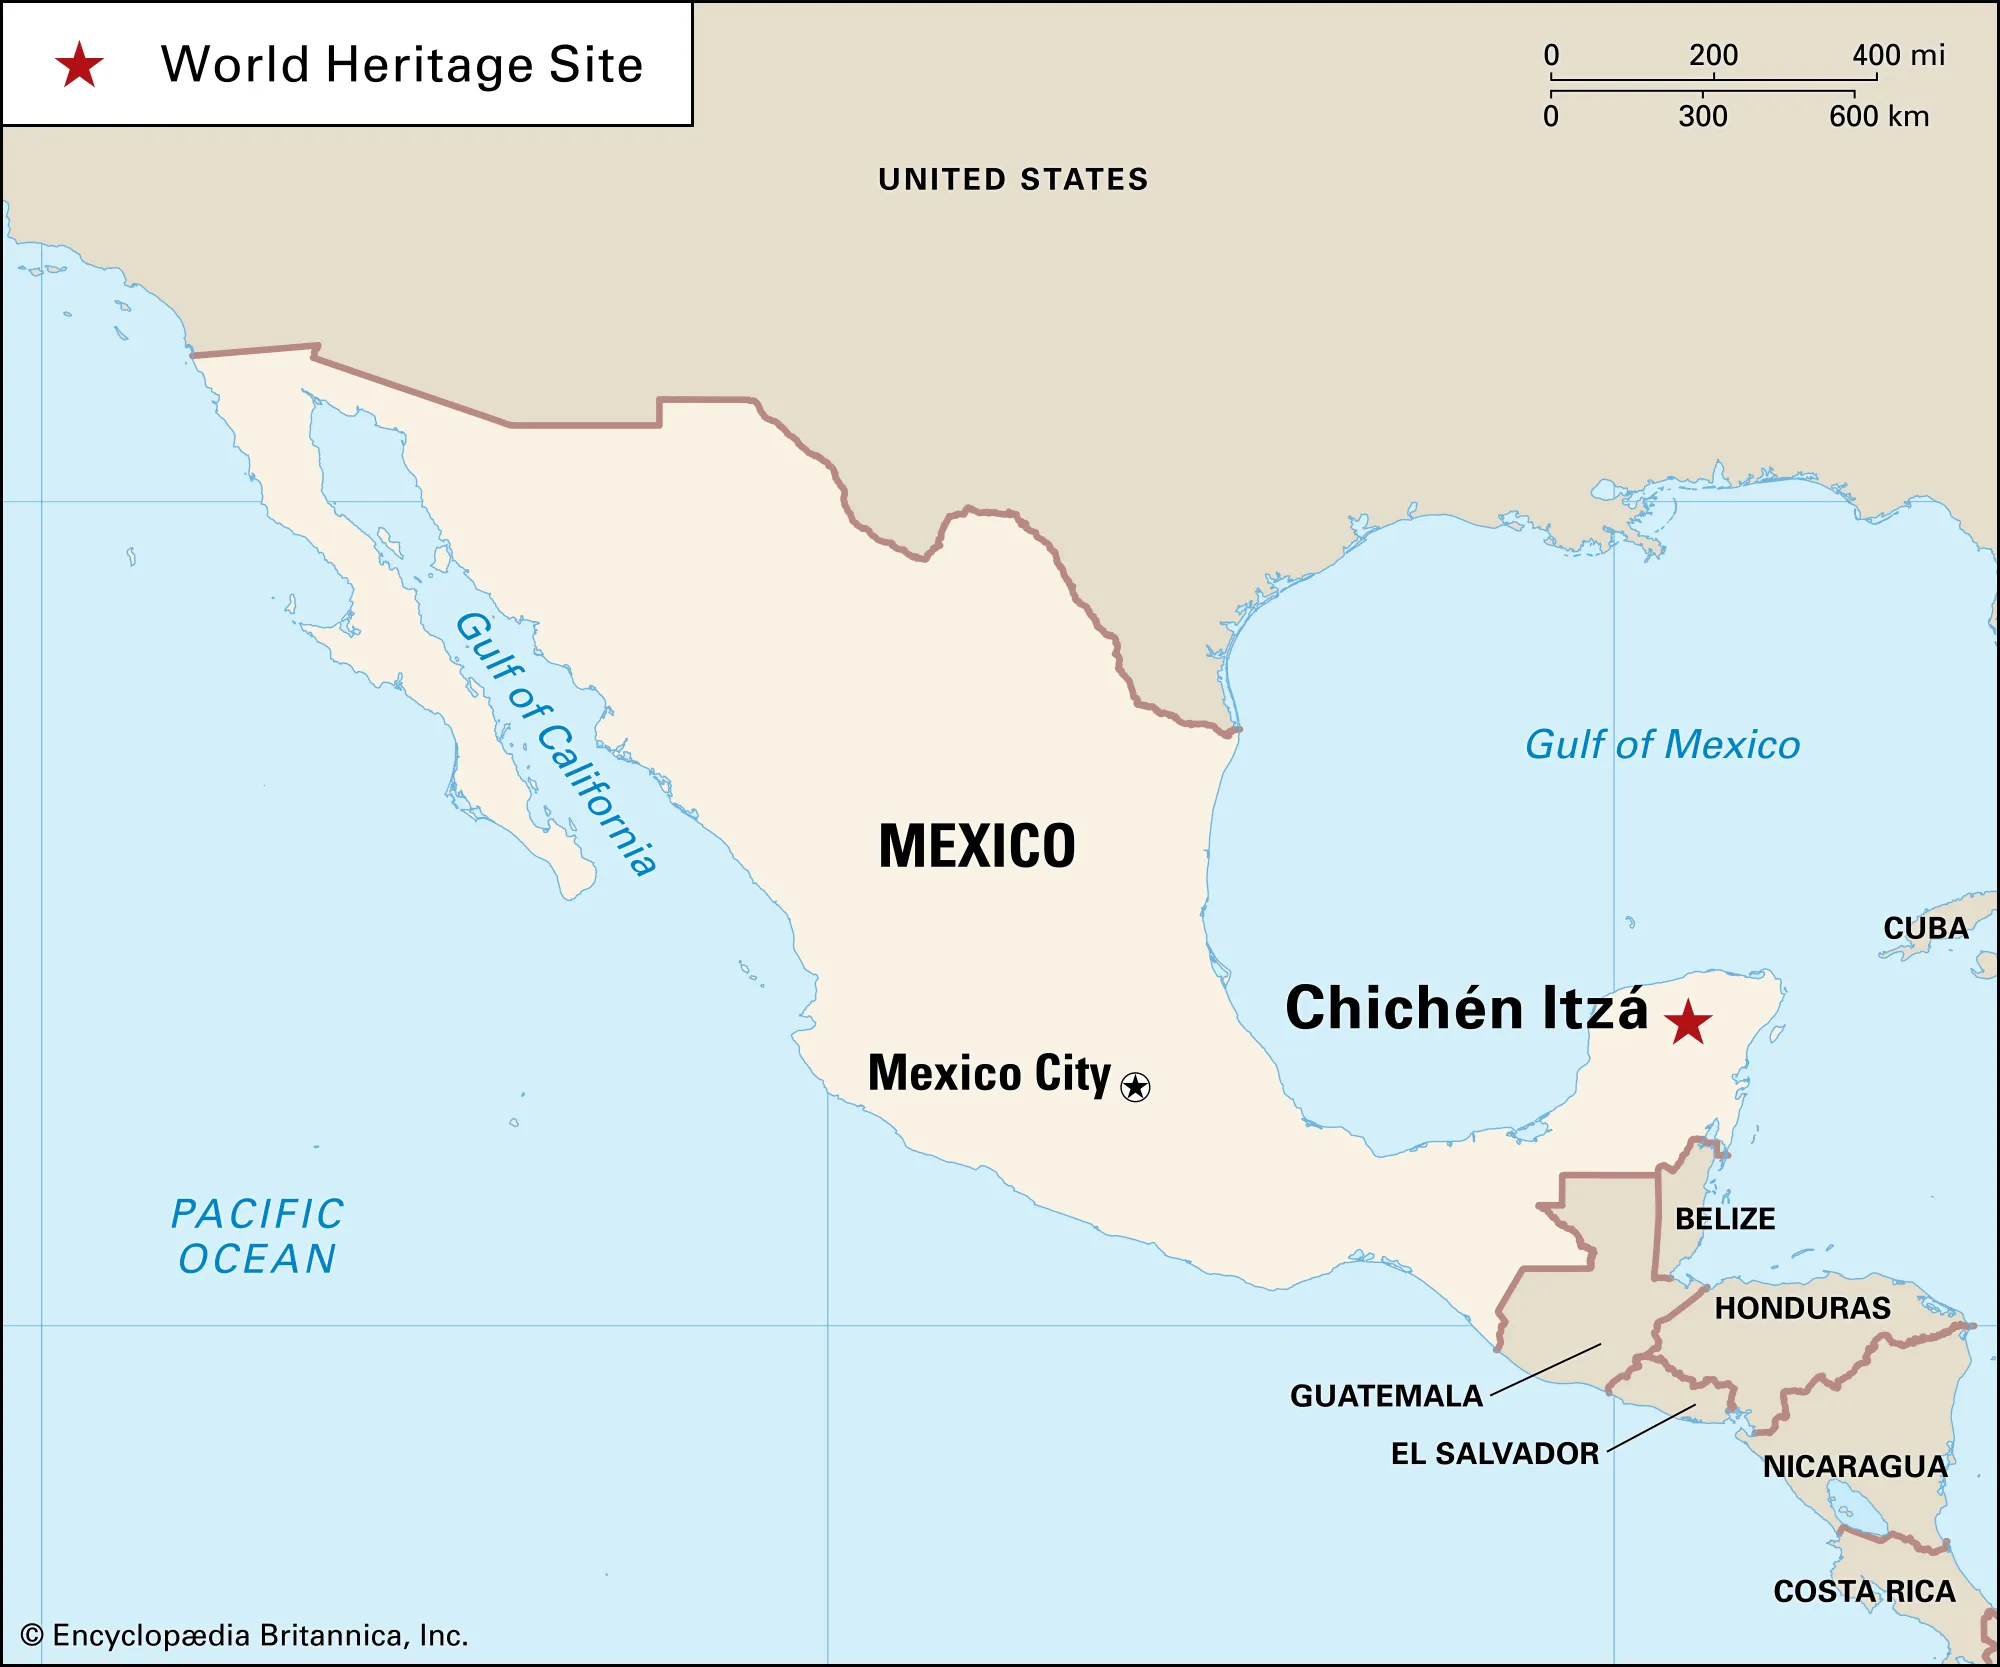 World Heritage Site
0 200 400 mi
0 300 600 km
UNITED STATES
Gulf of California
Gulf of Mexico
MEXICO
CUBA
Chichén Itzá
Mexico City
PACIFIC
OCEAN
BELIZE
HONDURAS
GUATEMALA
EL SALVADOR
NICARAGUA
COSTA RICA
© Encyclopædia Britannica, Inc.